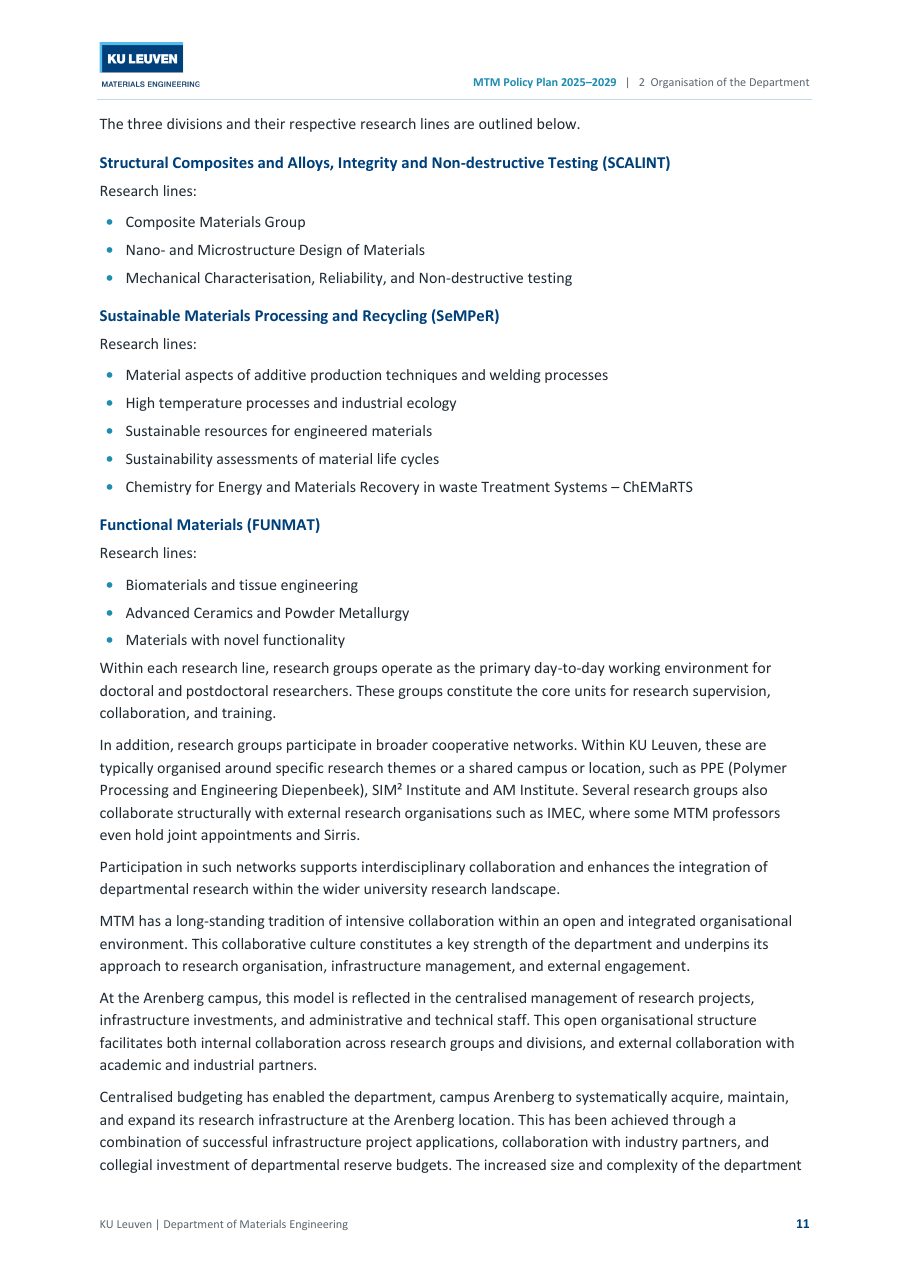 KU LEUVEN
MATERIALS ENGINEERING
MTM Policy Plan 2025–2029 | 2 Organisation of the Department
The three divisions and their respective research lines are outlined below.
Structural Composites and Alloys, Integrity and Non-destructive Testing (SCALINT)
Research lines:
• Composite Materials Group
• Nano- and Microstructure Design of Materials
• Mechanical Characterisation, Reliability, and Non-destructive testing
Sustainable Materials Processing and Recycling (SeMPeR)
Research lines:
• Material aspects of additive production techniques and welding processes
• High temperature processes and industrial ecology
• Sustainable resources for engineered materials
• Sustainability assessments of material life cycles
• Chemistry for Energy and Materials Recovery in waste Treatment Systems – ChEMaRTS
Functional Materials (FUNMAT)
Research lines:
• Biomaterials and tissue engineering
• Advanced Ceramics and Powder Metallurgy
• Materials with novel functionality
Within each research line, research groups operate as the primary day-to-day working environment for
doctoral and postdoctoral researchers. These groups constitute the core units for research supervision,
collaboration, and training.
In addition, research groups participate in broader cooperative networks. Within KU Leuven, these are
typically organised around specific research themes or a shared campus or location, such as PPE (Polymer
Processing and Engineering Diepenbeek), SIM² Institute and AM Institute. Several research groups also
collaborate structurally with external research organisations such as IMEC, where some MTM professors
even hold joint appointments and Sirris.
Participation in such networks supports interdisciplinary collaboration and enhances the integration of
departmental research within the wider university research landscape.
MTM has a long-standing tradition of intensive collaboration within an open and integrated organisational
environment. This collaborative culture constitutes a key strength of the department and underpins its
approach to research organisation, infrastructure management, and external engagement.
At the Arenberg campus, this model is reflected in the centralised management of research projects,
infrastructure investments, and administrative and technical staff. This open organisational structure
facilitates both internal collaboration across research groups and divisions, and external collaboration with
academic and industrial partners.
Centralised budgeting has enabled the department, campus Arenberg to systematically acquire, maintain,
and expand its research infrastructure at the Arenberg location. This has been achieved through a
combination of successful infrastructure project applications, collaboration with industry partners, and
collegial investment of departmental reserve budgets. The increased size and complexity of the department
KU Leuven | Department of Materials Engineering
11